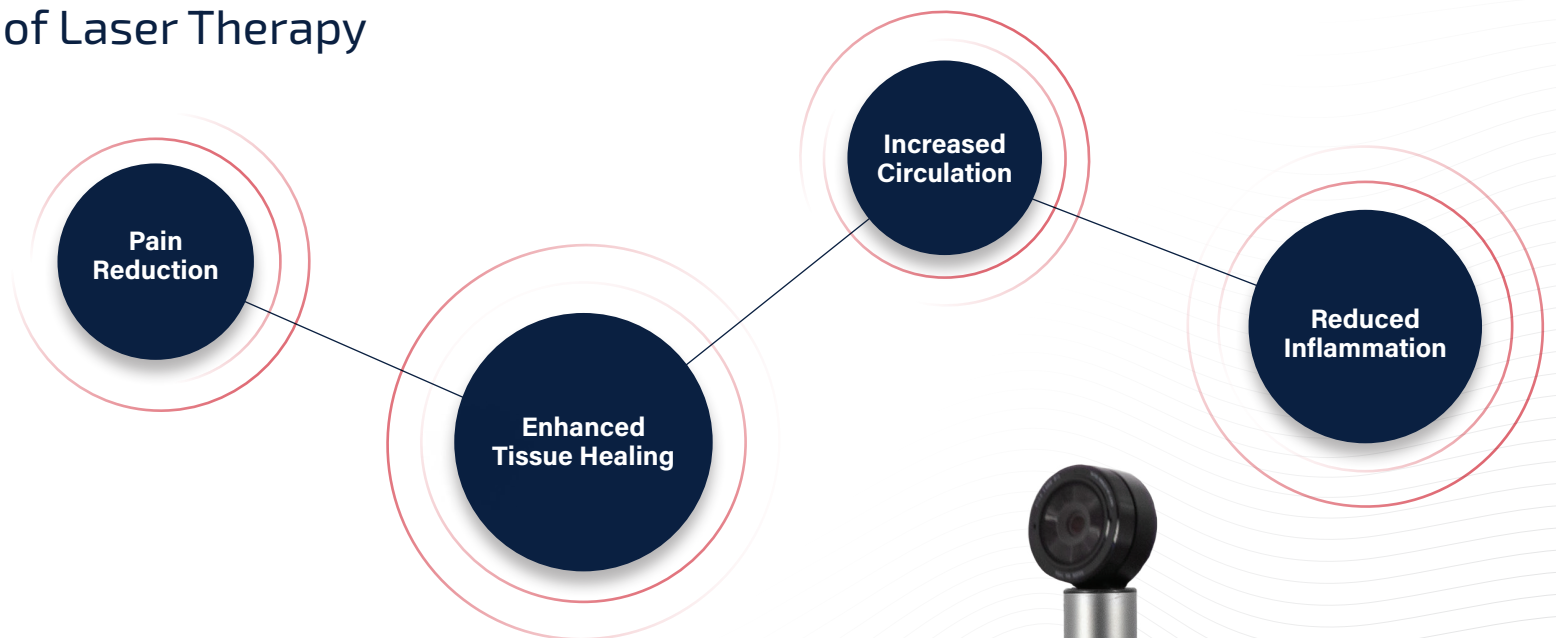 of Laser Therapy
Pain
Reduction
Enhanced
Tissue Healing
Increased
Circulation
Reduced
Inflammation